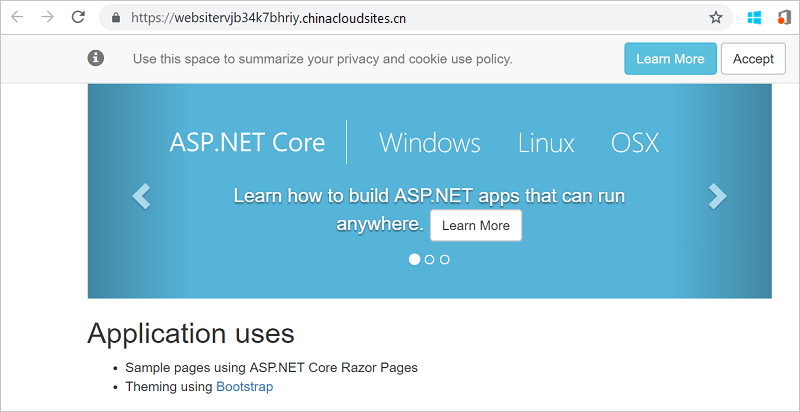 https://websitervjb34k7bhriy.chinacloudsites.cn
Use this space to summarize your privacy and cookie use policy.
Learn More
Accept
ASP.NET Core
Windows
Linux
OSX
Learn how to build ASP.NET apps that can run
anywhere. Learn More
Application uses
Sample pages using ASP.NET Core Razor Pages
Theming using Bootstrap